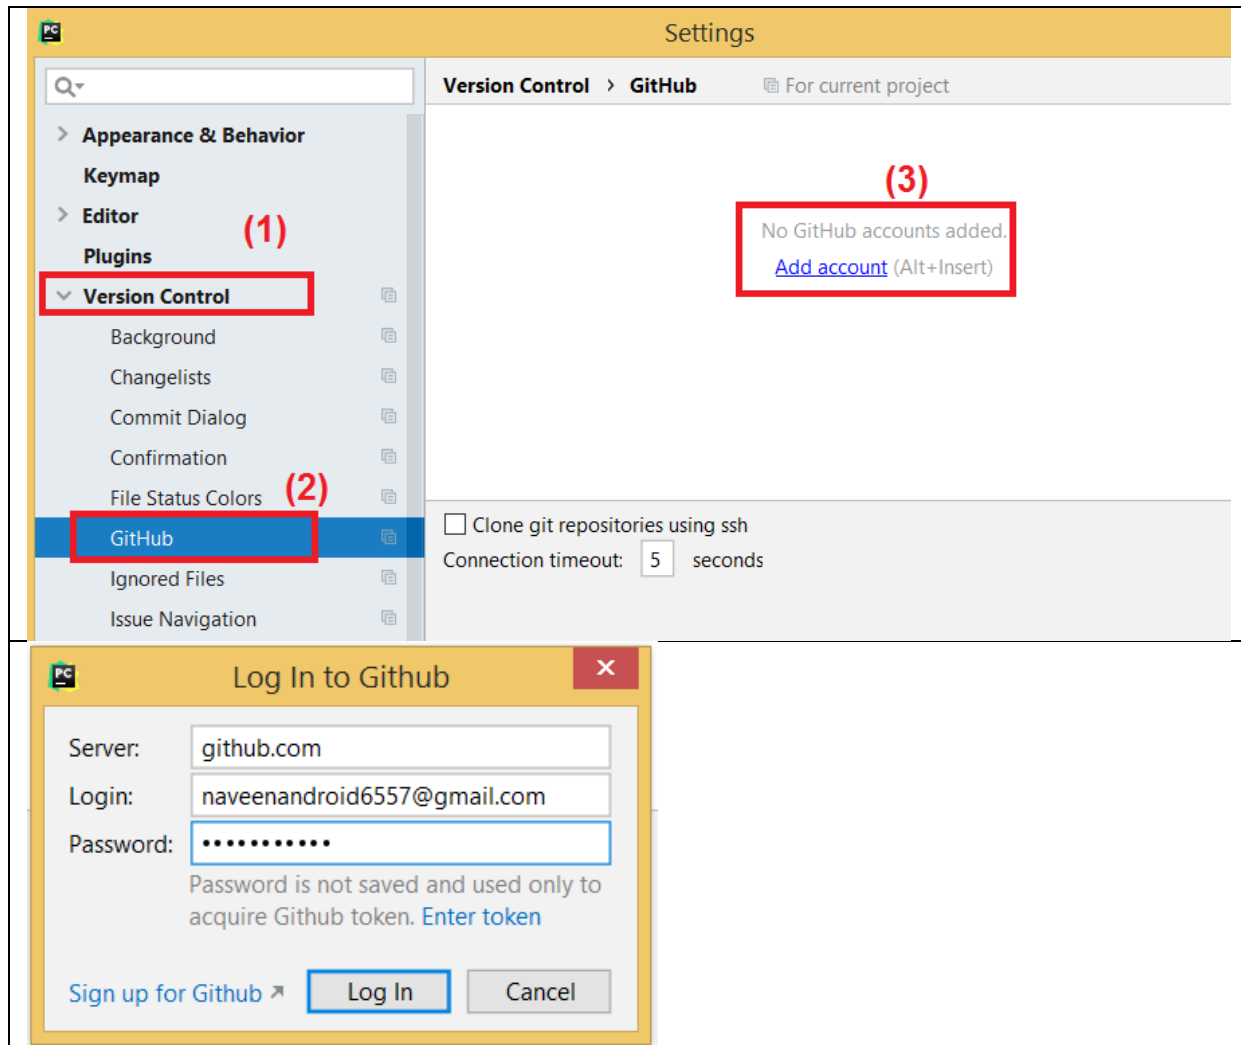 PC
Settings
Version Control › GitHub For current project
Appearance & Behavior
Keymap
(3)
Editor
(1)
No GitHub accounts added.
Plugins
Add account (Alt+Insert)
Version Control
Background
Changelists
Commit Dialog
Confirmation
File Status Colors
(2)
Clone git repositories using ssh
GitHub
Connection timeout: 5 seconds
Ignored Files
Issue Navigation
PC
Log In to Github
Server: github.com
Login: naveenandroid6557@gmail.com
Password: •••••••••••
Password is not saved and used only to
acquire Github token. Enter token
Sign up for Github Log In Cancel